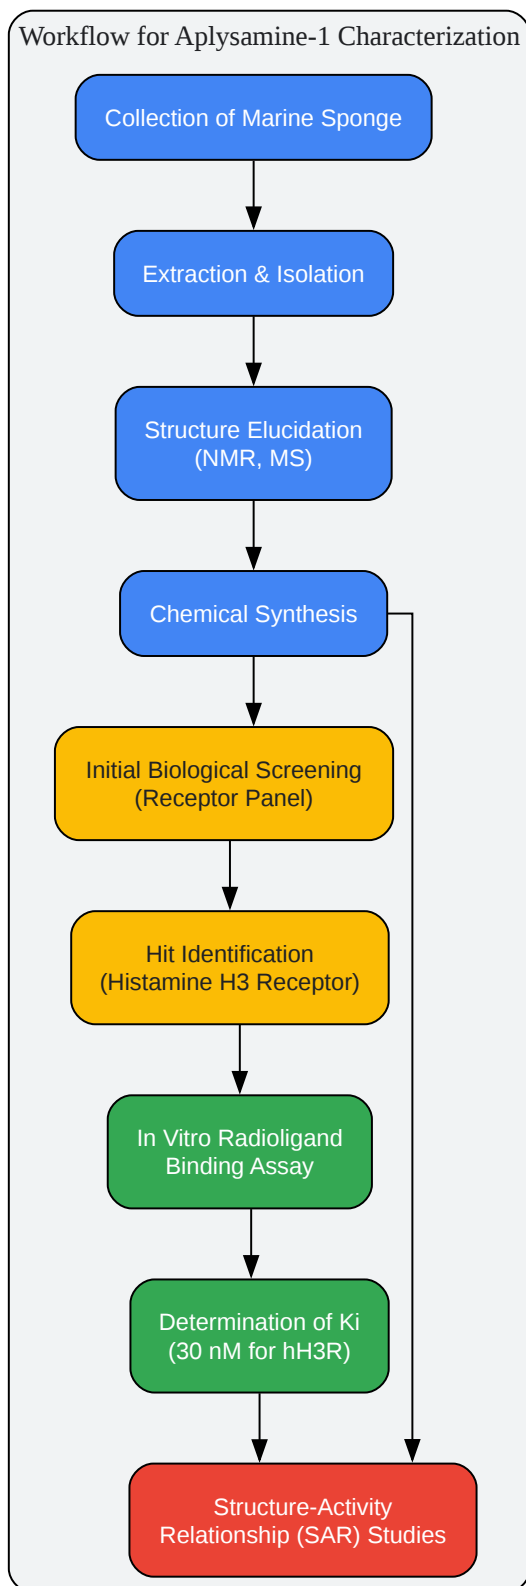 Workflow for Aplysamine-1 Characterization
Collection of Marine Sponge
Extraction & Isolation
Structure Elucidation
(NMR, MS)
Chemical Synthesis
Initial Biological Screening
(Receptor Panel)
Hit Identification
(Histamine H3 Receptor)
In Vitro Radioligand
Binding Assay
Determination of Ki
(30 nM for hH3R)
Structure-Activity
Relationship (SAR) Studies